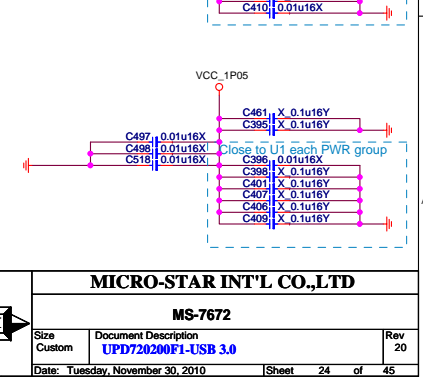 C410 0.01u16X
VCC_1P05
C461 X_0.1u16Y
C395 X_0.1u16Y
C497 0.01u16X
C498 0.01u16X
C518 0.01u16X
Close to U1 each PWR group
C396 0.01u16X
C398 X_0.1u16Y
C401 X_0.1u16Y
C407 X_0.1u16Y
C406 X_0.1u16Y
C409 X_0.1u16Y
MICRO-STAR INT'L CO.,LTD
MS-7672
Size Document Description Rev
Custom UPD720200F1-USB 3.0 20
Date: Tuesday, November 30, 2010 Sheet 24 of 45